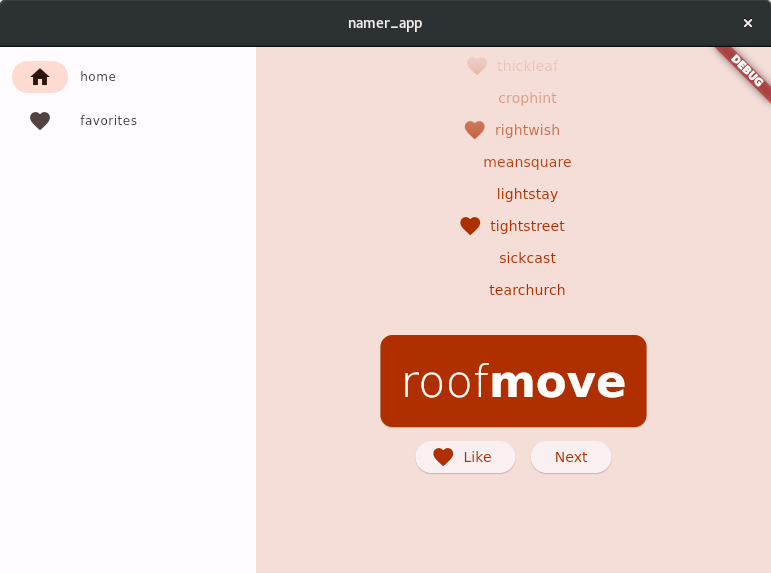 namer_app
home
favorites
thickleaf
crophint
rightwish
meansquare
lightstay
tightstreet
sickcast
tearchurch
roofmove
Like
Next
DEBUG